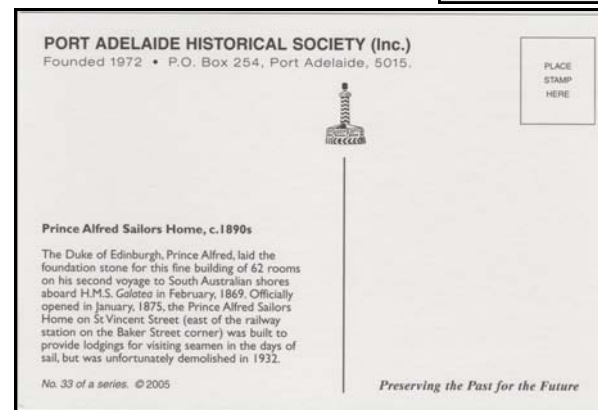 PORT ADELAIDE HISTORICAL SOCIETY (Inc.)
Founded 1972 • P.O. Box 254, Port Adelaide, 5015.
PLACE
STAMP
HERE
Prince Alfred Sailors Home, c.1890s
The Duke of Edinburgh, Prince Alfred, laid the
foundation stone for this fine building of 62 rooms
on his second voyage to South Australian shores
aboard H.M.S. Galatea in February, 1869. Officially
opened in January, 1875, the Prince Alfred Sailors
Home on St Vincent Street (east of the railway
station on the Baker Street corner) was built to
provide lodgings for visiting seamen in the days of
sail, but was unfortunately demolished in 1932.
No. 33 of a series. © 2005
Preserving the Past for the Future